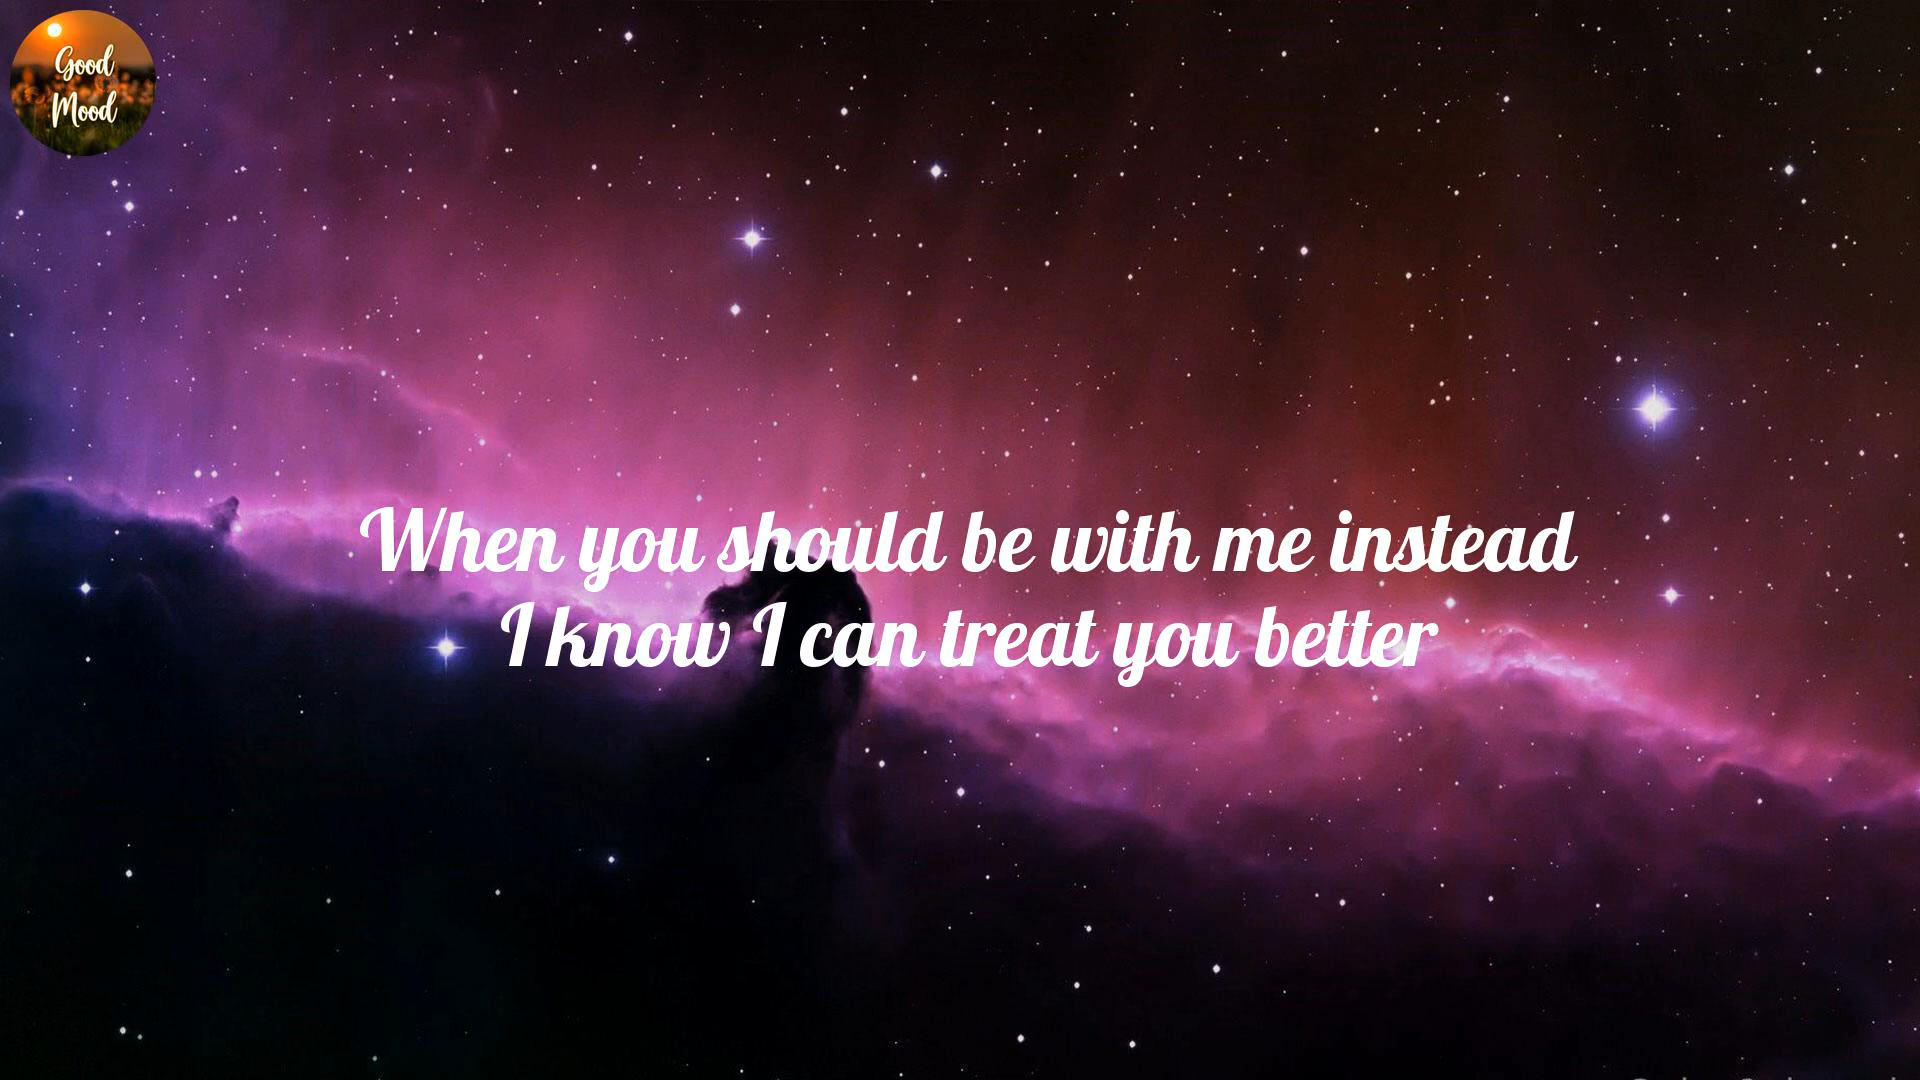 Good
Mood
When you should be with me instead
I know I can treat you better